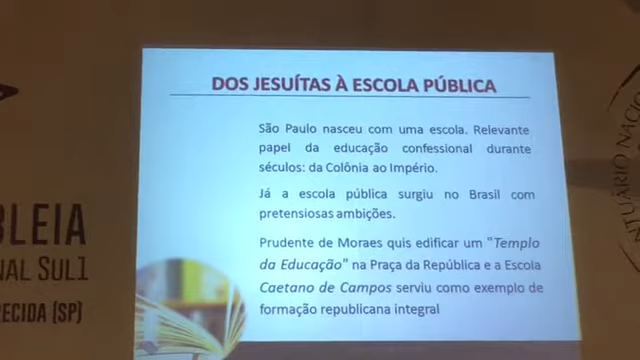 DOS JESUÍTAS À ESCOLA PÚBLICA
São Paulo nasceu com uma escola. Relevante
papel da educação confessional durante
séculos: da Colônia ao Império.
Já a escola pública surgiu no Brasil com
pretensiosas ambições.
Prudente de Moraes quis edificar um "Templo
da Educação" na Praça da República e a Escola
Caetano de Campos serviu como exemplo de
formação republicana integral
BLEIA
NAL SUL1
RECIDA (SP)
NTUÁRIO NAC